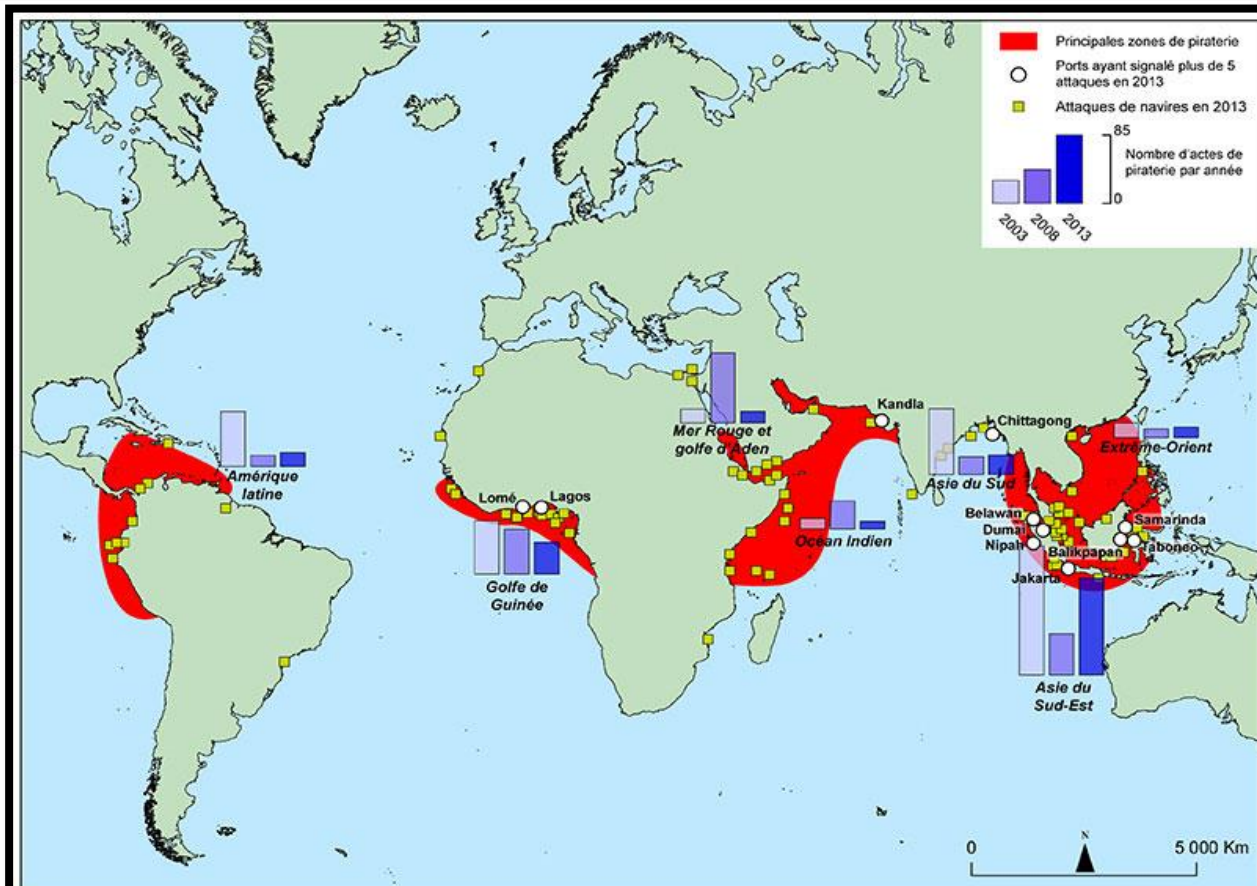 Principales zones de piraterie
Ports ayant signalé plus de 5
attaques en 2013
Attaques de navires en 2013
85
Nombre d'actes de
piraterie par année
0
2003
2008
2013
Kandla
Chittagong
Mer Rouge et
golfe d'Aden
Extrême-Orient
Amérique
latine
Asie du Sud
Lomé
Lagos
Belawan
Samarinda
Dumai
Océan Indien
Nipah
Balikpapan
Taboneo
Jakarta
Golfe de
Guinée
Asie du
Sud-Est
N
0
5 000 Km